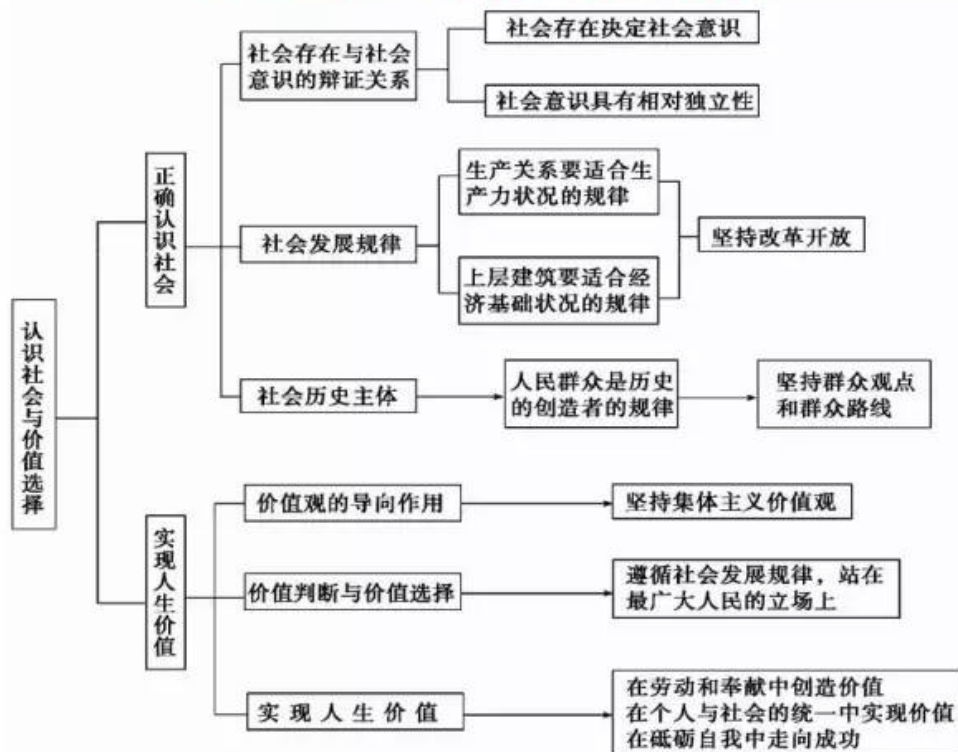 认识社会与价值选择
正确认识社会
社会存在与社会
意识的辩证关系
社会存在决定社会意识
社会意识具有相对独立性
社会发展规律
生产关系要适合生
产力状况的规律
上层建筑要适合经
济基础状况的规律
坚持改革开放
社会历史主体
人民群众是历史
的创造者的规律
坚持群众观点
和群众路线
实现人生价值
价值观的导向作用
坚持集体主义价值观
价值判断与价值选择
遵循社会发展规律，站在
最广大人民的立场上
实现人生价值
在劳动和奉献中创造价值
在个人与社会的统一中实现价值
在砥砺自我中走向成功